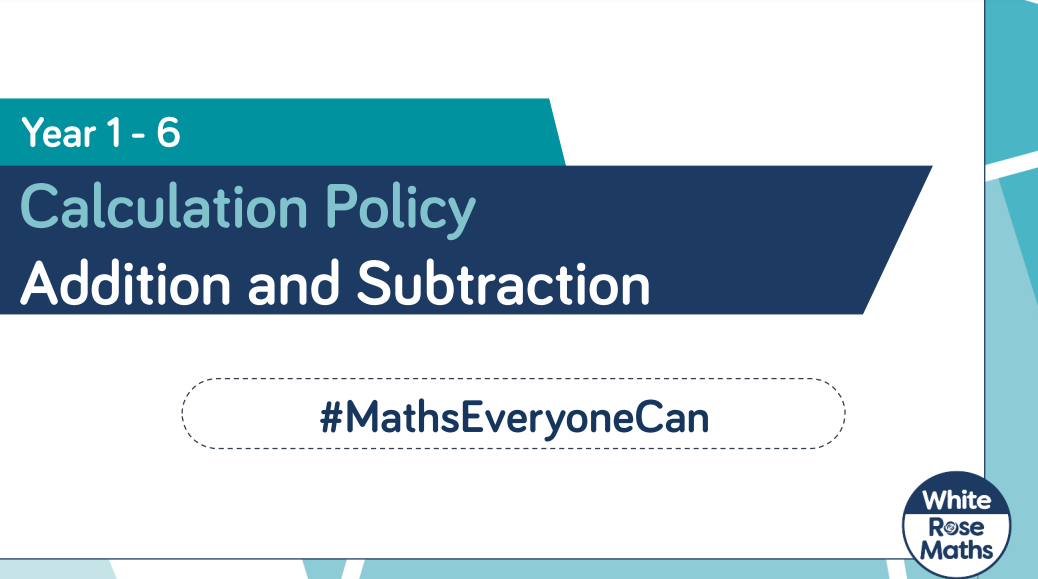 Year 1 - 6
Calculation Policy
Addition and Subtraction
#MathsEveryoneCan
White
Rose
Maths